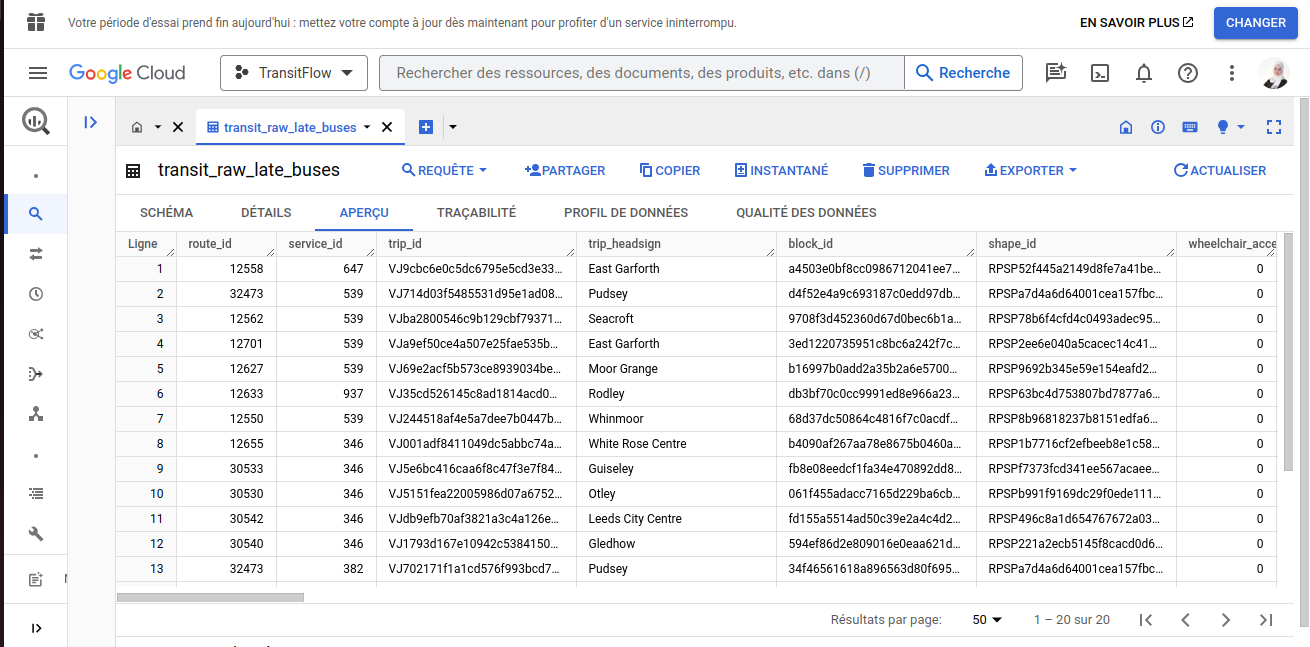 Votre période d'essai prend fin aujourd'hui : mettez votre compte à jour dès maintenant pour profiter d'un service ininterrompu. EN SAVOIR PLUS CHANGER
Google Cloud TransitFlow Rechercher des ressources, des documents, des produits, etc. dans (/) Recherche
transit_raw_late_buses
transit_raw_late_buses REQUÊTE PARTAGER COPIER INSTANTANÉ SUPPRIMER EXPORTER ACTUALISER
SCHÉMA DÉTAILS APERÇU TRAÇABILITÉ PROFIL DE DONNÉES QUALITÉ DES DONNÉES
Ligne route_id service_id trip_id trip_headsign block_id shape_id wheelchair_acce
1 12558 647 VJ9cbc6e0c5dc6795e5cd3e33… East Garforth a4503e0bf8cc0986712041ee7… RPSP52f445a2149d8fe7a41be… 0
2 32473 539 VJ714d03f5485531d95e1ad08… Pudsey d4f52e4a9c693187c0edd97db… RPSPa7d4a6d64001cea157fbc… 0
3 12562 539 VJba2800546c9b129cbf79371… Seacroft 9708f3d452360d67d0bec6b1a… RPSP78b6f4cfd4c0493adec95… 0
4 12701 539 VJa9ef50ce4a507e25fae535b… East Garforth 3ed1220735951c8bc6a242f7c… RPSP2ee6e040a5cacec14c41… 0
5 12627 539 VJ69e2acf5b573ce8939034be… Moor Grange b16997b0add2a35b2a6e5700… RPSP9692b345e59e154eafd2… 0
6 12633 937 VJ35cd526145c8ad1814acd0… Rodley db3bf70c0cc9991ed8e966a23… RPSP63bc4d753807bd7877a6… 0
7 12550 539 VJ244518af4e5a7dee7b0447b… Whinmoor 68d37dc50864c4816f7c0acdf… RPSP8b96818237b8151edfa6… 0
8 12655 346 VJ001adf8411049dc5abbc74a… White Rose Centre b4090af267aa78e8675b0460a… RPSP1b7716cf2efbeeb8e1c58… 0
9 30533 346 VJ5e6bc416caa6f8c47f3e7f84… Guiseley fb8e08eedcf1fa34e470892dd8… RPSPf7373fcd341ee567acaee… 0
10 30530 346 VJ5151fea22005986d07a6752… Otley 061f455adacc7165d229ba6cb… RPSPb991f9169dc29f0ede111… 0
11 30542 346 VJdb9efb70af3821a3c4a126e… Leeds City Centre fd155a5514ad50c39e2a4c4d2… RPSP496c8a1d654767672a03… 0
12 30540 346 VJ1793d167e10942c5384150… Gledhow 594ef86d2e809016e0eaa621d… RPSP221a2ecb5145f8cacd0d6… 0
13 32473 382 VJ702171f1a1cd576f993bcd7… Pudsey 34f46561618a896563d80f695… RPSPa7d4a6d64001cea157fbc… 0
Résultats par page: 50 1 – 20 sur 20